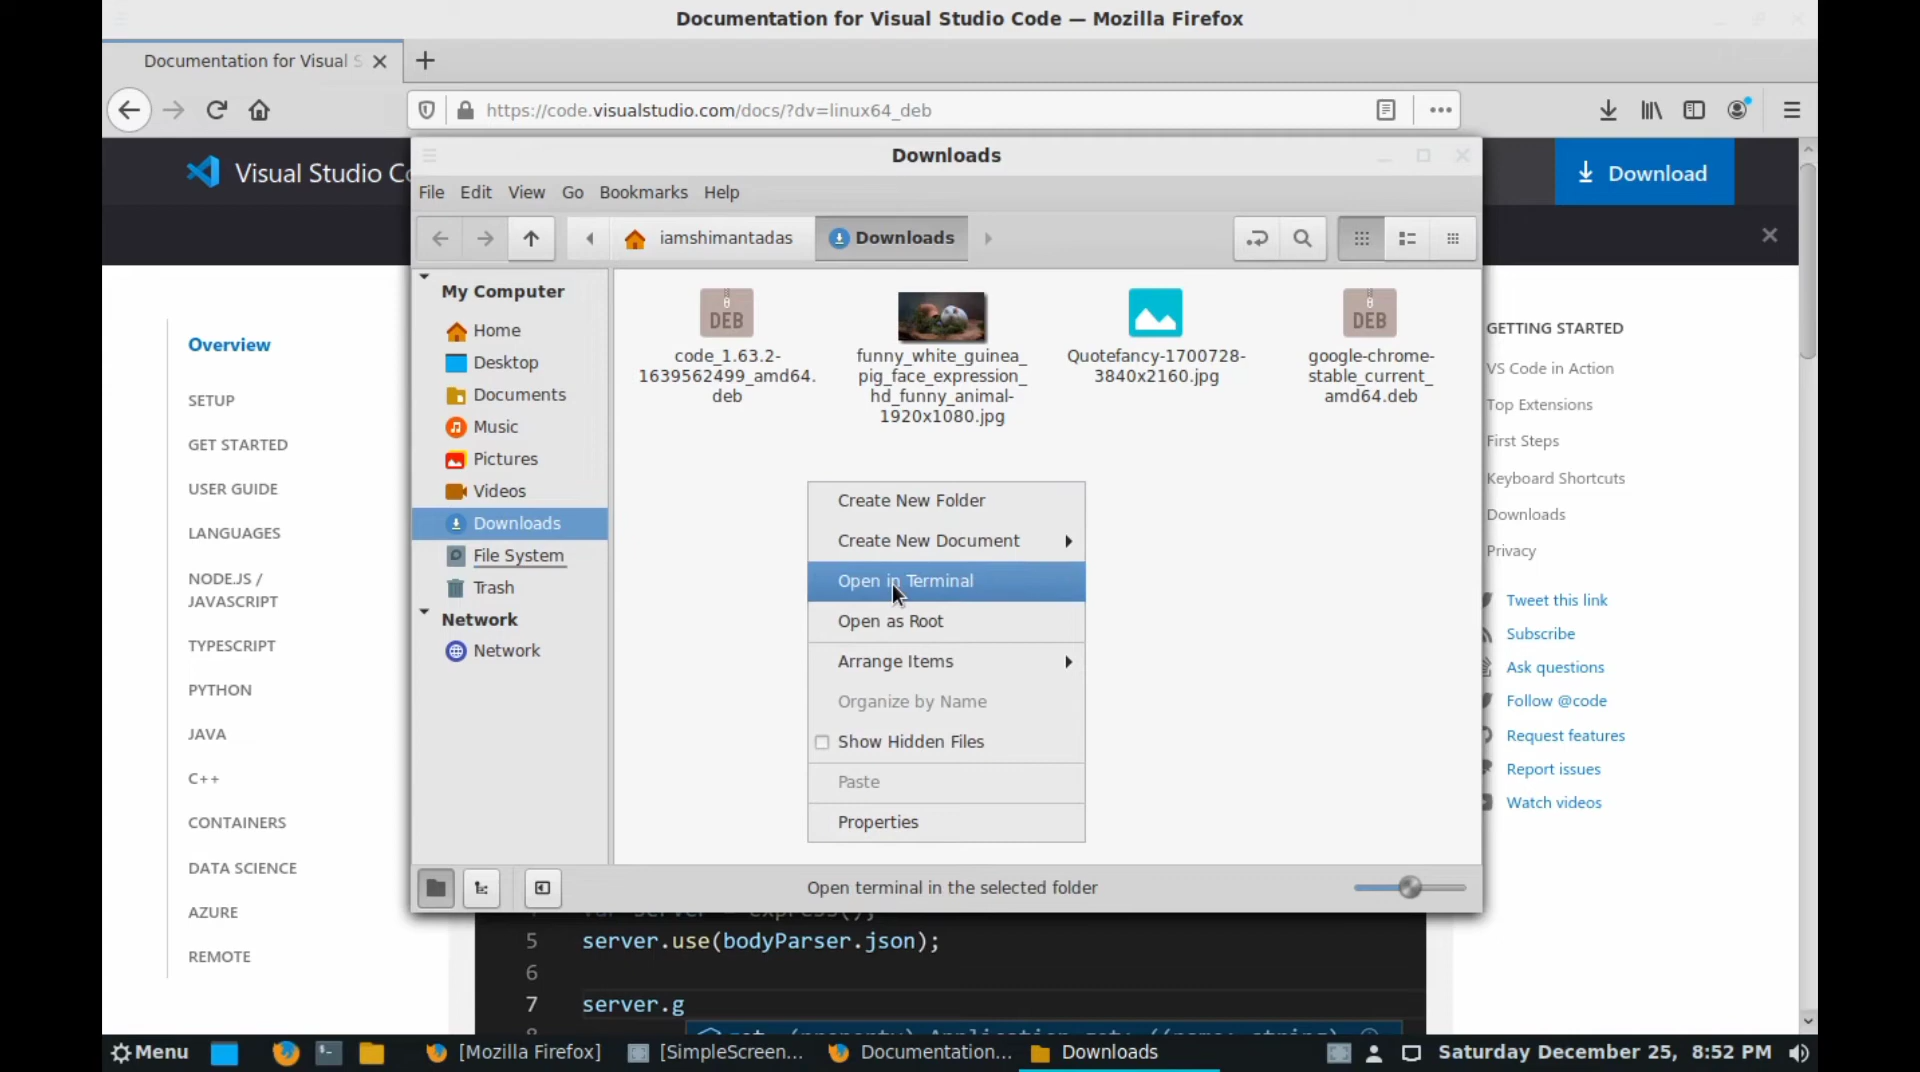 Documentation for Visual Studio Code — Mozilla Firefox
Documentation for Visual S
https://code.visualstudio.com/docs/?dv=linux64_deb
Visual Studio Co
Download
Downloads
File Edit View Go Bookmarks Help
iamshimantadas
Downloads
My Computer
Home
Desktop
Documents
Music
Pictures
Videos
Downloads
File System
Trash
Network
Network
DEB
code_1.63.2-
1639562499_amd64.
deb
funny_white_guinea_
pig_face_expression_
hd_funny_animal-
1920x1080.jpg
Quotefancy-1700728-
3840x2160.jpg
DEB
google-chrome-
stable_current_
amd64.deb
Create New Folder
Create New Document
Open in Terminal
Open as Root
Arrange Items
Organize by Name
Show Hidden Files
Paste
Properties
Open terminal in the selected folder
Overview
SETUP
GET STARTED
USER GUIDE
LANGUAGES
NODE.JS /
JAVASCRIPT
TYPESCRIPT
PYTHON
JAVA
C++
CONTAINERS
DATA SCIENCE
AZURE
REMOTE
GETTING STARTED
VS Code in Action
Top Extensions
First Steps
Keyboard Shortcuts
Downloads
Privacy
Tweet this link
Subscribe
Ask questions
Follow @code
Request features
Report issues
Watch videos
var server = express();
5 server.use(bodyParser.json);
6
7 server.g
Menu
[Mozilla Firefox]
[SimpleScreen...
Documentation...
Downloads
Saturday December 25, 8:52 PM